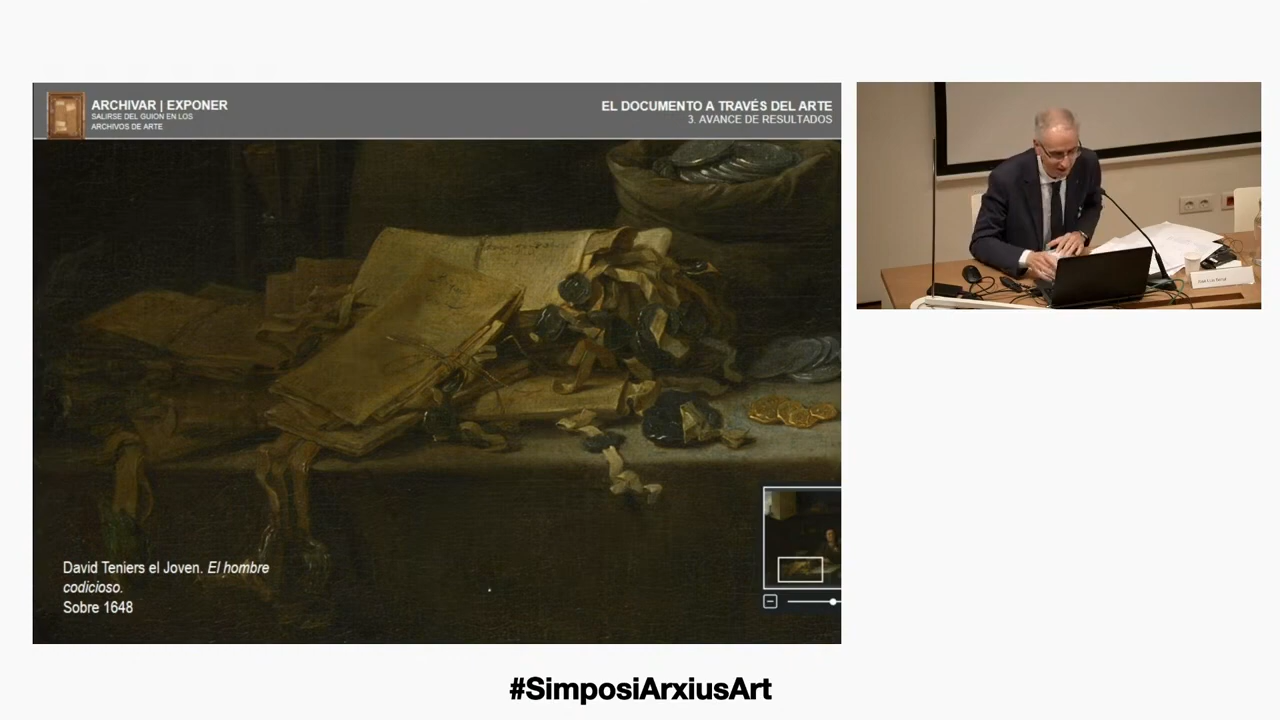 ARCHIVAR | EXPONER
SALIRSE DEL GUION EN LOS
ARCHIVOS DE ARTE
EL DOCUMENTO A TRAVÉS DEL ARTE
3. AVANCE DE RESULTADOS
David Teniers el Joven. El hombre
codicioso.
Sobre 1648
#SimposiArxiusArt